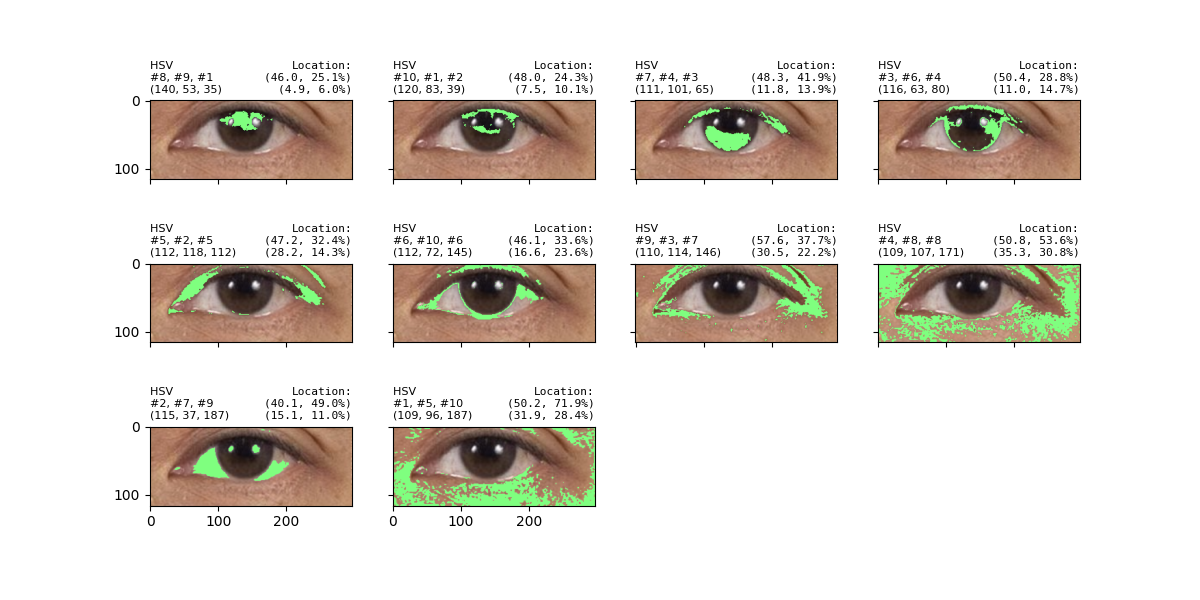 HSV Location:
#8, #9, #1 (46.0, 25.1%)
(140, 53, 35) (4.9, 6.0%)
HSV Location:
#10, #1, #2 (48.0, 24.3%)
(120, 83, 39) (7.5, 10.1%)
HSV Location:
#7, #4, #3 (48.3, 41.9%)
(111, 101, 65) (11.8, 13.9%)
HSV Location:
#3, #6, #4 (50.4, 28.8%)
(116, 63, 80) (11.0, 14.7%)
0
100
HSV Location:
#5, #2, #5 (47.2, 32.4%)
(112, 118, 112) (28.2, 14.3%)
HSV Location:
#6, #10, #6 (46.1, 33.6%)
(112, 72, 145) (16.6, 23.6%)
HSV Location:
#9, #3, #7 (57.6, 37.7%)
(110, 114, 146) (30.5, 22.2%)
HSV Location:
#4, #8, #8 (50.8, 53.6%)
(109, 107, 171) (35.3, 30.8%)
0
100
HSV Location:
#2, #7, #9 (40.1, 49.0%)
(115, 37, 187) (15.1, 11.0%)
HSV Location:
#1, #5, #10 (50.2, 71.9%)
(109, 96, 187) (31.9, 28.4%)
0
100
0 100 200
0 100 200